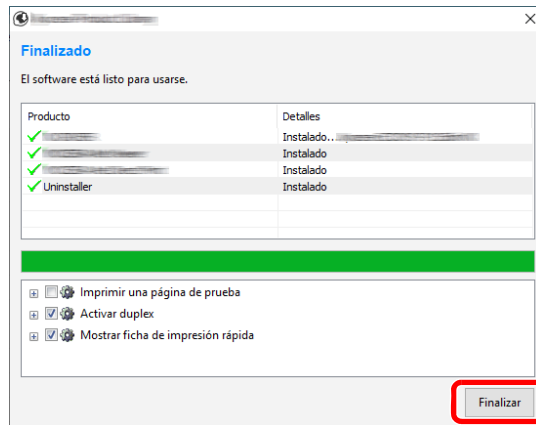 Finalizado
El software está listo para usarse.
Producto Detalles
Instalado..
Instalado
Instalado
Uninstaller Instalado
Imprimir una página de prueba
Activar duplex
Mostrar ficha de impresión rápida
Finalizar